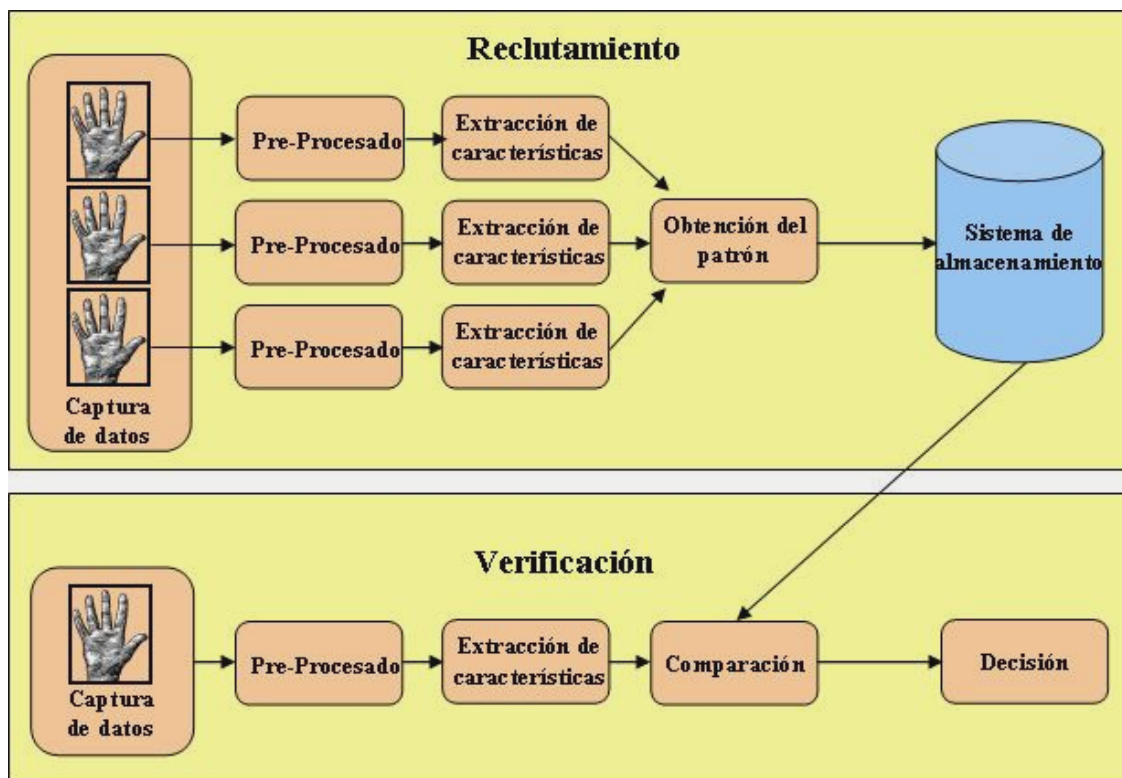 Reclutamiento
Pre-Procesado
Extracción de
características
Pre-Procesado
Extracción de
características
Obtención del
patrón
Sistema de
almacenamiento
Pre-Procesado
Extracción de
características
Captura
de datos
Verificación
Captura
de datos
Pre-Procesado
Extracción de
características
Comparación
Decisión